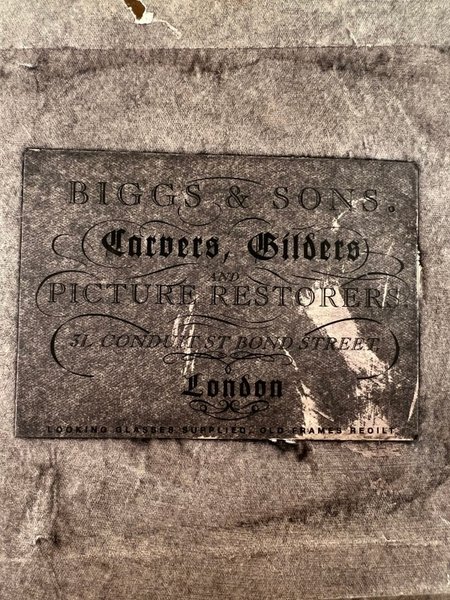 BIGGS & SONS.
Carvers, Gilders
AND
PICTURE RESTORERS
31, CONDUIT ST BOND STREET
London
LOOKING GLASSES SUPPLIED, OLD FRAMES REGILT.